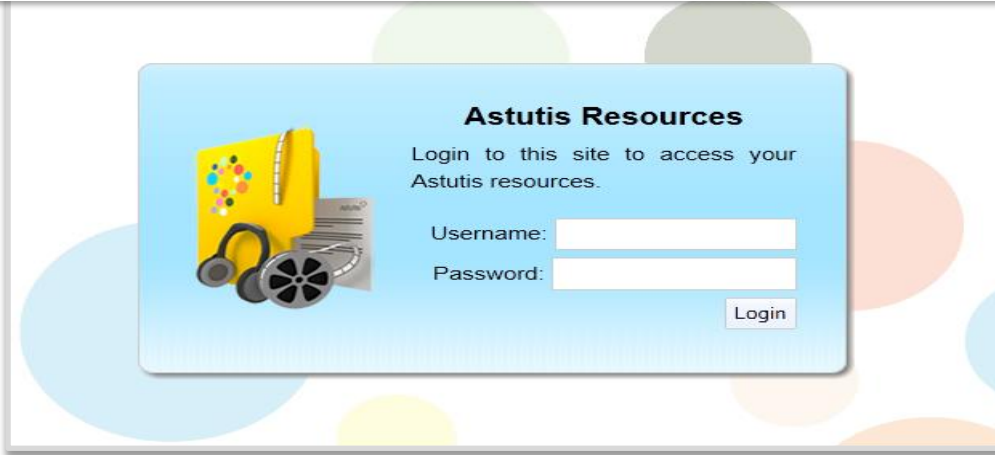 Astutis Resources
Login to this site to access your
Astutis resources.
Username:
Password:
Login